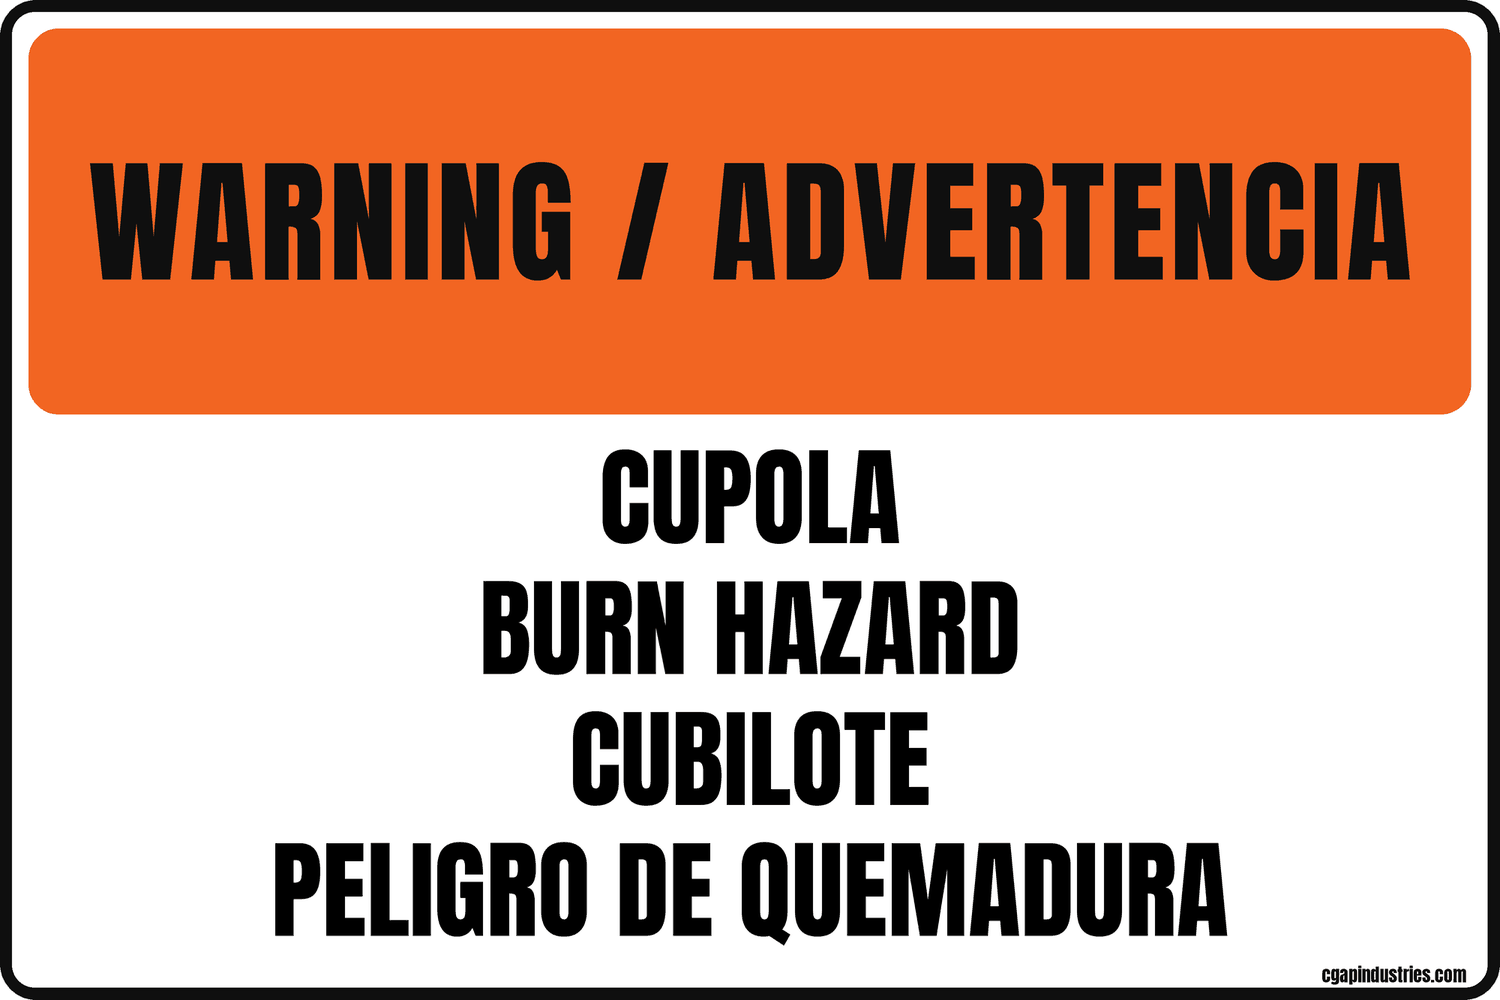 WARNING / ADVERTENCIA
CUPOLA
BURN HAZARD
CUBILOTE
PELIGRO DE QUEMADURA
cgapindustries.com